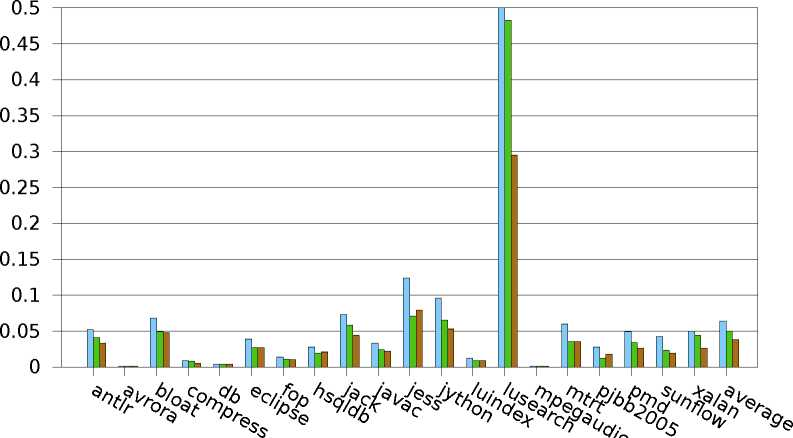 0.5
0.45
0.4
0.35
0.3
0.25
0.2
0.15
0.1
0.05
0
antlr
avrora
bloat
compress
db
eclipse
fop
hsqldb
jack
javac
jess
jython
luindex
lusearch
mpegaudio
mtrt
pjbb2005
pmd
sunflow
xalan
average